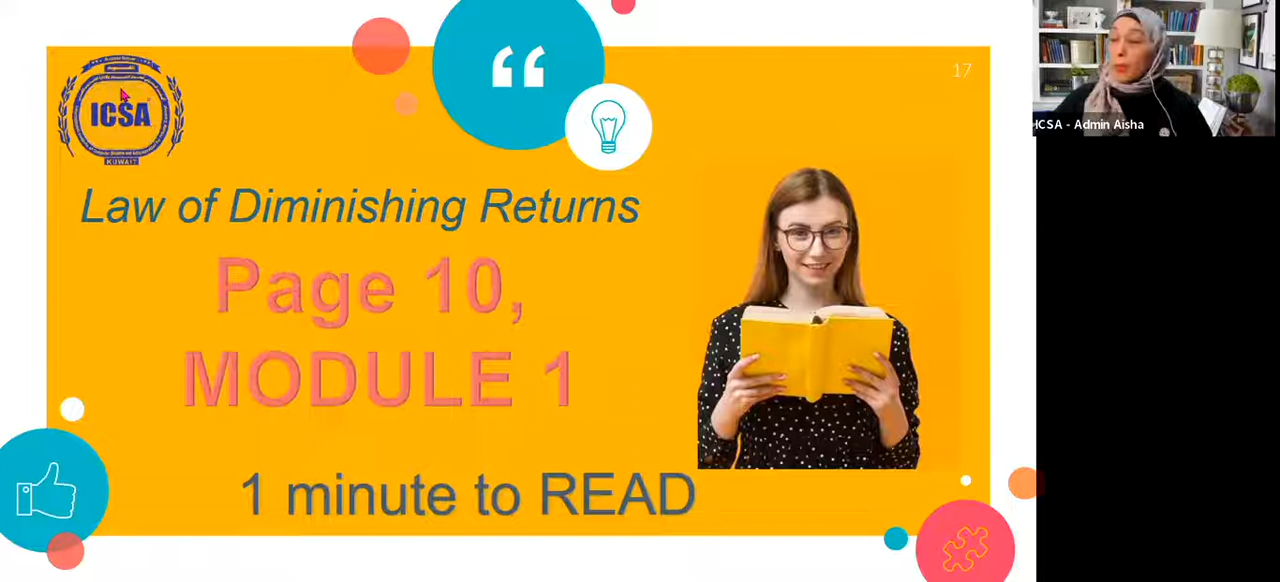 17
ICSA
KUWAIT
Law of Diminishing Returns
Page 10,
MODULE 1
1 minute to READ
ICSA - Admin Aisha